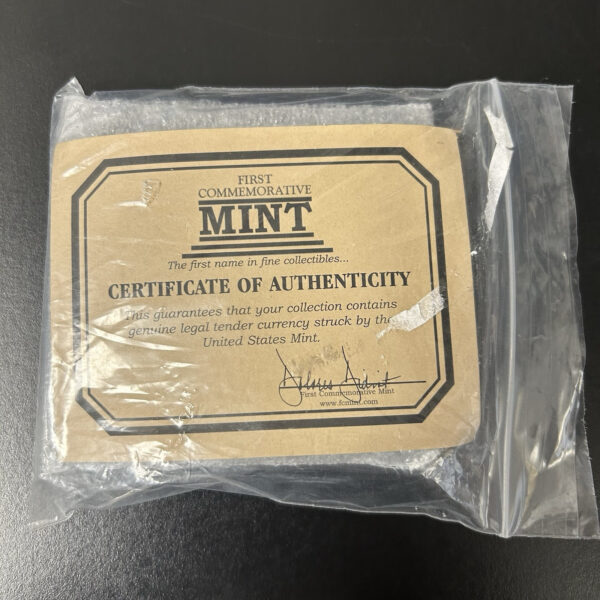 FIRST
COMMEMORATIVE
MINT
The first name in fine collectibles...
CERTIFICATE OF AUTHENTICITY
This guarantees that your collection contains
genuine legal tender currency struck by the
United States Mint.
First Commemorative Mint
www.fcmint.com